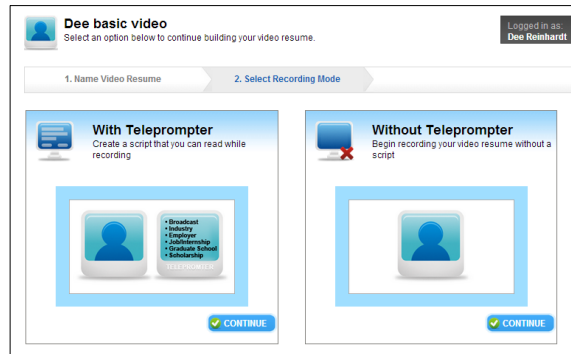 Dee basic video
Select an option below to continue building your video resume.
Logged in as:
Dee Reinhardt
1. Name Video Resume
2. Select Recording Mode
With Teleprompter
Create a script that you can read while
recording
• Broadcast
• Industry
• Employer
• Job/Internship
• Graduate School
• Scholarship
CONTINUE
Without Teleprompter
Begin recording your video resume without a
script
CONTINUE